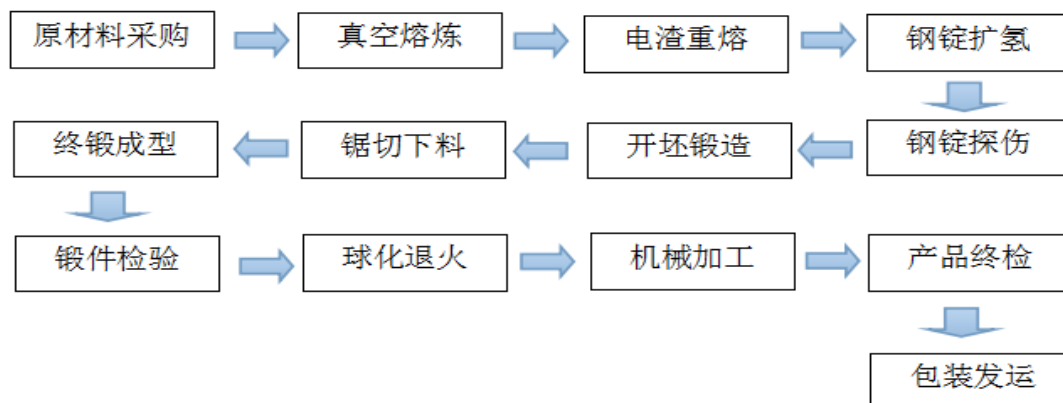 原材料采购
真空熔炼
电渣重熔
钢锭扩氢
钢锭探伤
开坯锻造
锯切下料
终锻成型
锻件检验
球化退火
机械加工
产品终检
包装发运